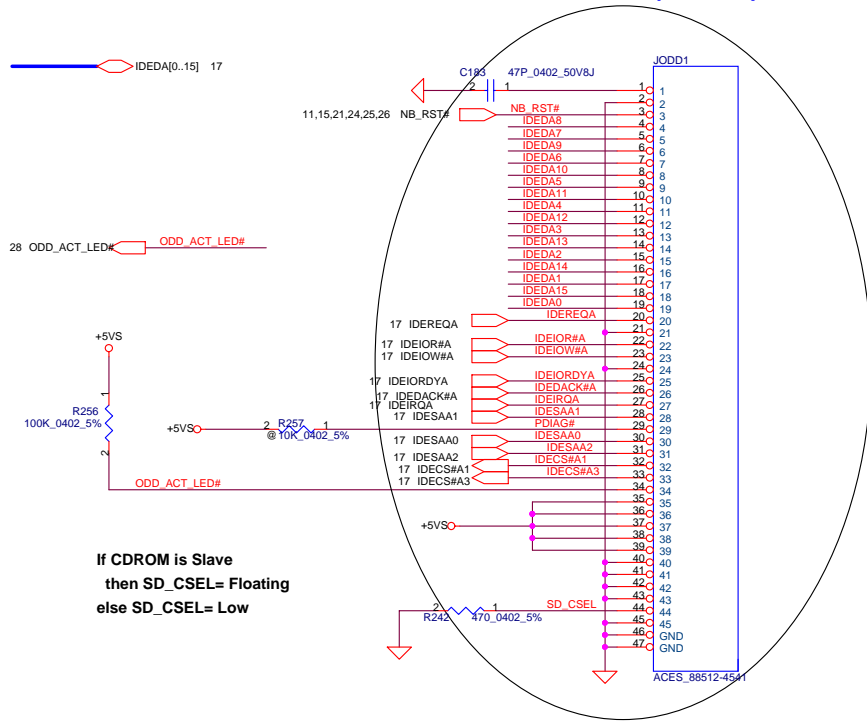 IDEDA[0..15] 17
JODD1
C183 47P_0402_50V8J
2 1 1 1
2 2
11,15,21,24,25,26 NB_RST# NB_RST# 3 3
IDEDA8 4 4
IDEDA7 5 5
IDEDA9 6 6
IDEDA6 7 7
IDEDA10 8 8
IDEDA5 9 9
IDEDA11 10 10
IDEDA4 11 11
IDEDA12 12 12
IDEDA3 13 13
28 ODD_ACT_LED# ODD_ACT_LED# IDEDA13 14 14
IDEDA2 15 15
IDEDA14 16 16
IDEDA1 17 17
IDEDA15 18 18
IDEDA0 19 19
17 IDEREQA IDEREQA 20 20
+5VS 21 21
17 IDEIOR#A IDEIOR#A 22 22
17 IDEIOW#A IDEIOW#A 23 23
24 24
17 IDEIORDYA IDEIORDYA 25 25
1 17 IDEDACK#A IDEDACK#A 26 26
17 IDEIRQA IDEIRQA 27 27
R256 17 IDESAA1 IDESAA1 28 28
100K_0402_5% +5VS 2 R257 1 PDIAG# 29 29
@ 10K_0402_5%
17 IDESAA0 IDESAA0 30 30
2 17 IDESAA2 IDESAA2 31 31
17 IDECS#A1 IDECS#A1 32 32
17 IDECS#A3 IDECS#A3 33 33
ODD_ACT_LED# 34 34
35 35
36 36
+5VS 37 37
38 38
39 39
If CDROM is Slave 40 40
41 41
then SD_CSEL= Floating 42 42
43 43
else SD_CSEL= Low 2 1 SD_CSEL 44 44
R242 470_0402_5% 45 45
46 GND
47 GND
ACES_88512-4541